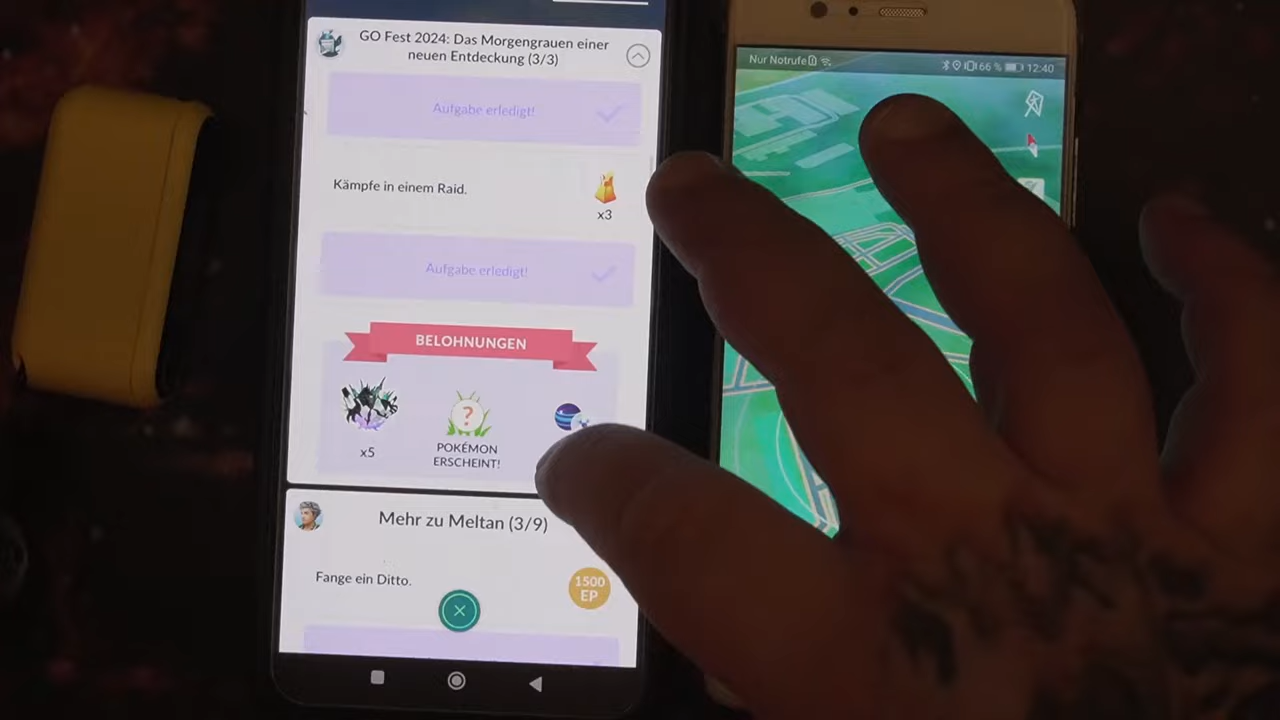 GO Fest 2024: Das Morgengrauen einer
neuen Entdeckung (3/3)
Aufgabe erledigt!
Kämpfe in einem Raid.
x3
Aufgabe erledigt!
BELOHNUNGEN
x5
POKÉMON
ERSCHEINT!
Mehr zu Meltan (3/9)
Fange ein Ditto.
1500
EP
Nur Notrufe
66 %
12:40